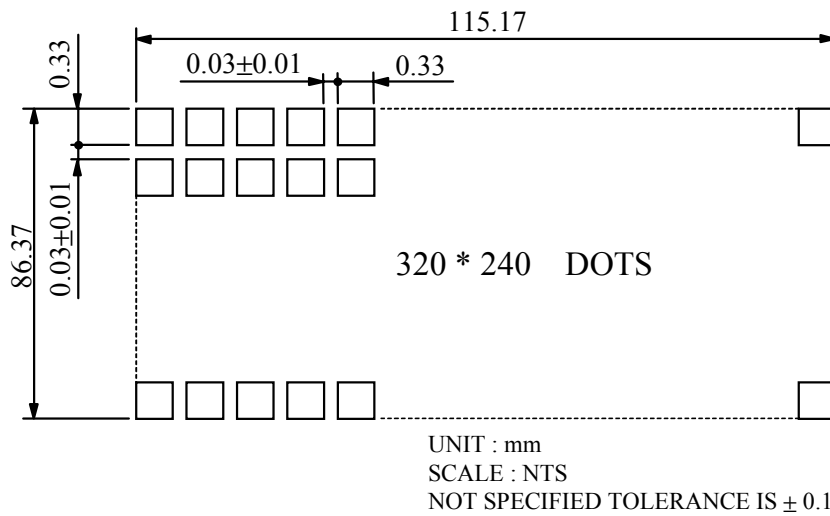 115.17
0.03±0.01
0.33
0.33
0.03±0.01
86.37
320 * 240 DOTS
UNIT : mm
SCALE : NTS
NOT SPECIFIED TOLERANCE IS ± 0.1